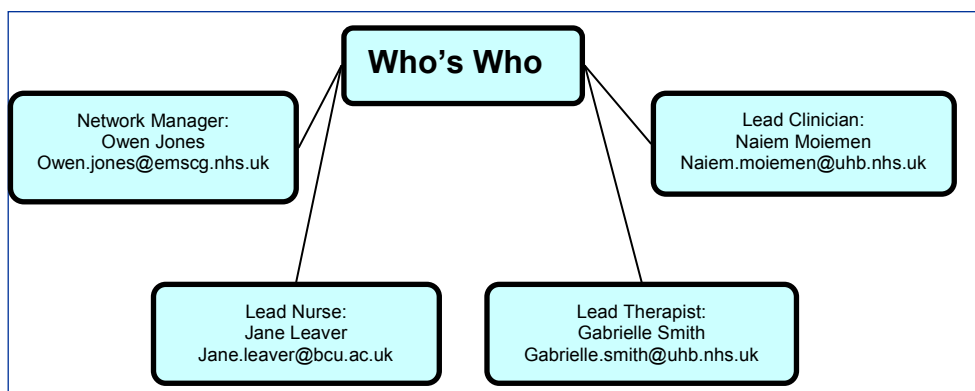 Who's Who
Network Manager:
Owen Jones
Owen.jones@emscg.nhs.uk
Lead Clinician:
Naiem Moiemen
Naiem.moiemen@uhb.nhs.uk
Lead Nurse:
Jane Leaver
Jane.leaver@bcu.ac.uk
Lead Therapist:
Gabrielle Smith
Gabrielle.smith@uhb.nhs.uk